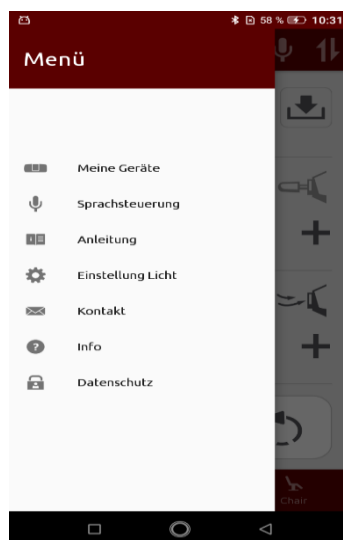 58 % 10:31
Menü
Meine Geräte
Sprachsteuerung
Anleitung
Einstellung Licht
Kontakt
Info
Datenschutz
Chair